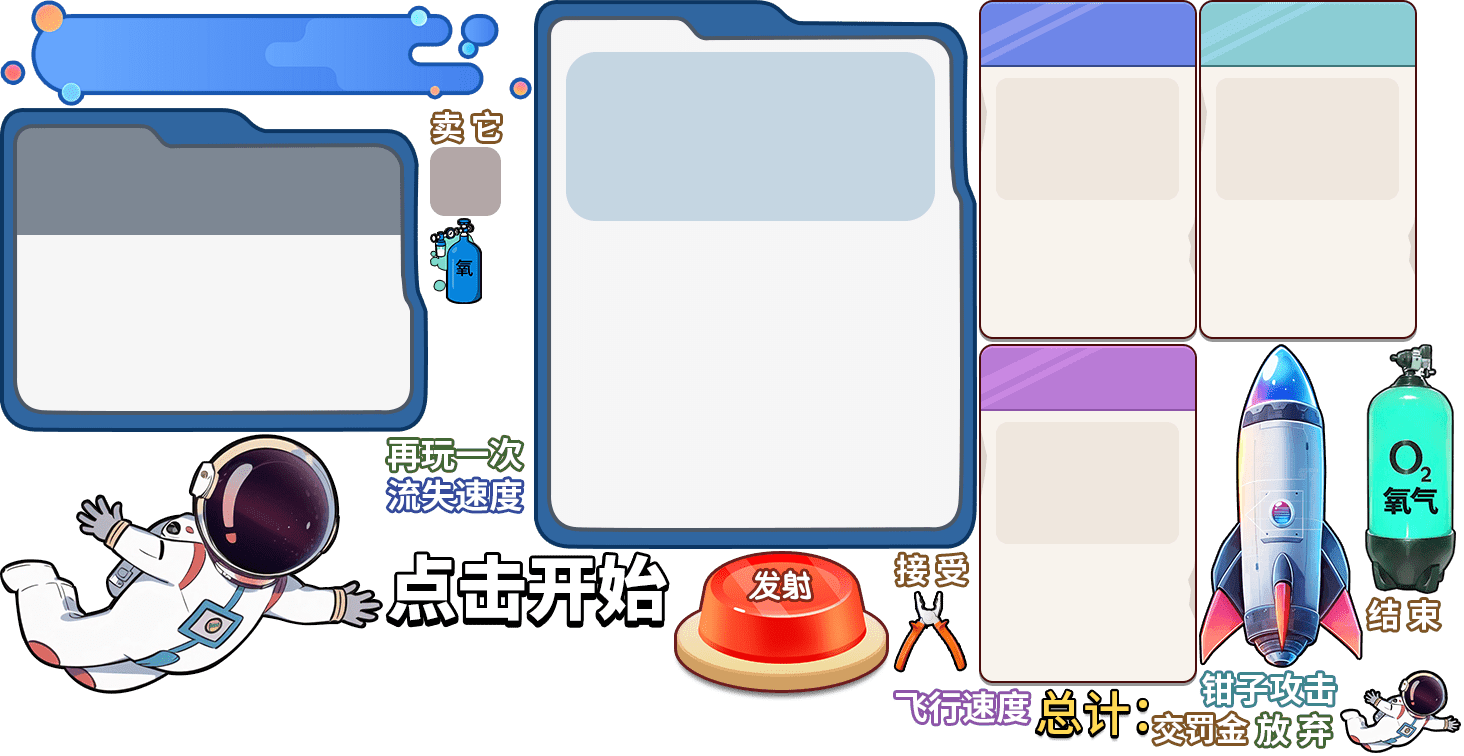 卖它
氧
再玩一次
流失速度
点击开始
发射
接受
飞行速度
总计：
O₂
氧气
结束
钳子攻击
交罚金
放弃